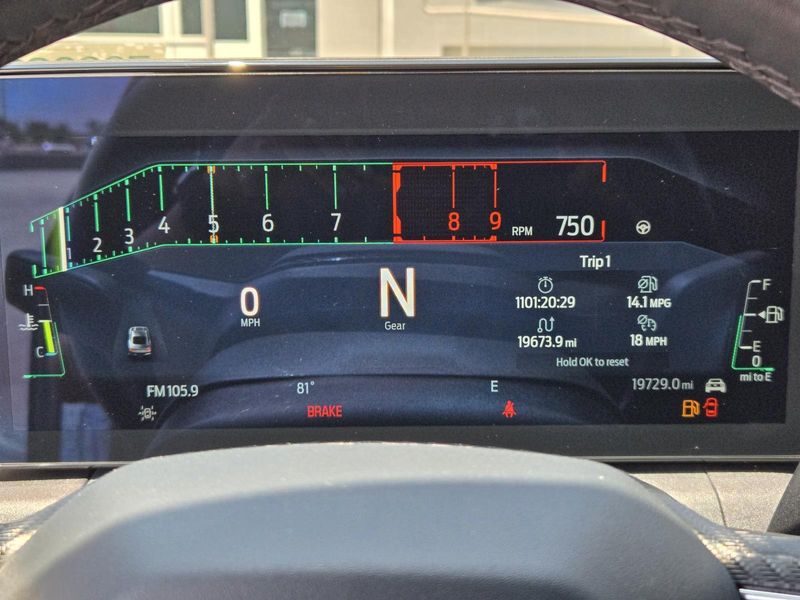 1 2 3 4 5 6 7 8 9 RPM 750
Trip 1
H
C
0
MPH
N
Gear
1101:20:29
14.1 MPG
19673.9 mi
18 MPH
Hold OK to reset
F
E
0
mi to E
FM 105.9
81°
E
19729.0 mi
BRAKE